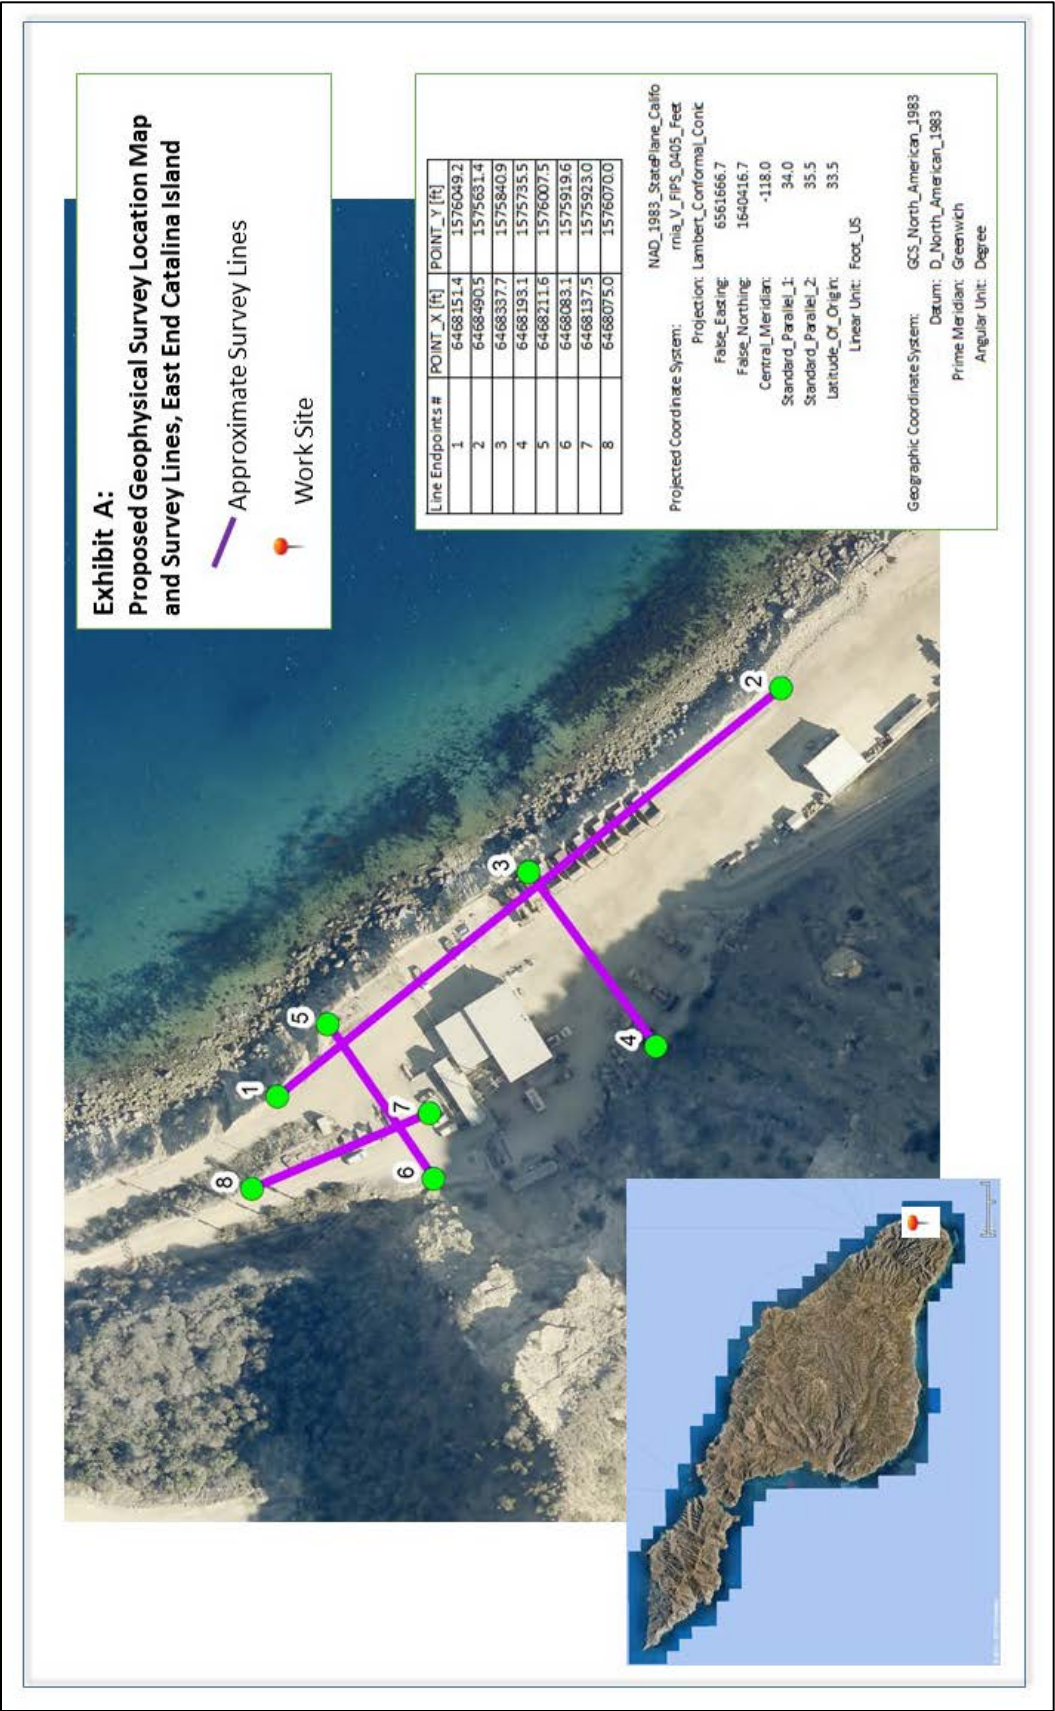 Exhibit A:
Proposed Geophysical Survey Location Map
and Survey Lines, East End Catalina Island
Approximate Survey Lines
Work Site
Line Endpoints # POINT_X [ft] POINT_Y [ft]
1 6468151.4 1576049.2
2 6468490.5 1575631.4
3 6468337.7 1575840.9
4 6468193.1 1575735.5
5 6468211.6 1576007.5
6 6468083.1 1575919.6
7 6468137.5 1575923.0
8 6468075.0 1576070.0
NAD_1983_StatePlane_Califo
Projected Coordinate System: rnia_V_FIPS_0405_Feet
Projection: Lambert_Conformal_Conic
False_Easting: 6561666.7
False_Northing: 1640416.7
Central_Meridian: -118.0
Standard_Parallel_1: 34.0
Standard_Parallel_2: 35.5
Latitude_Of_Origin: 33.5
Linear Unit: Foot_US
Geographic Coordinate System: GCS_North_American_1983
Datum: D_North_American_1983
Prime Meridian: Greenwich
Angular Unit: Degree
8
1
5
6
7
3
4
2